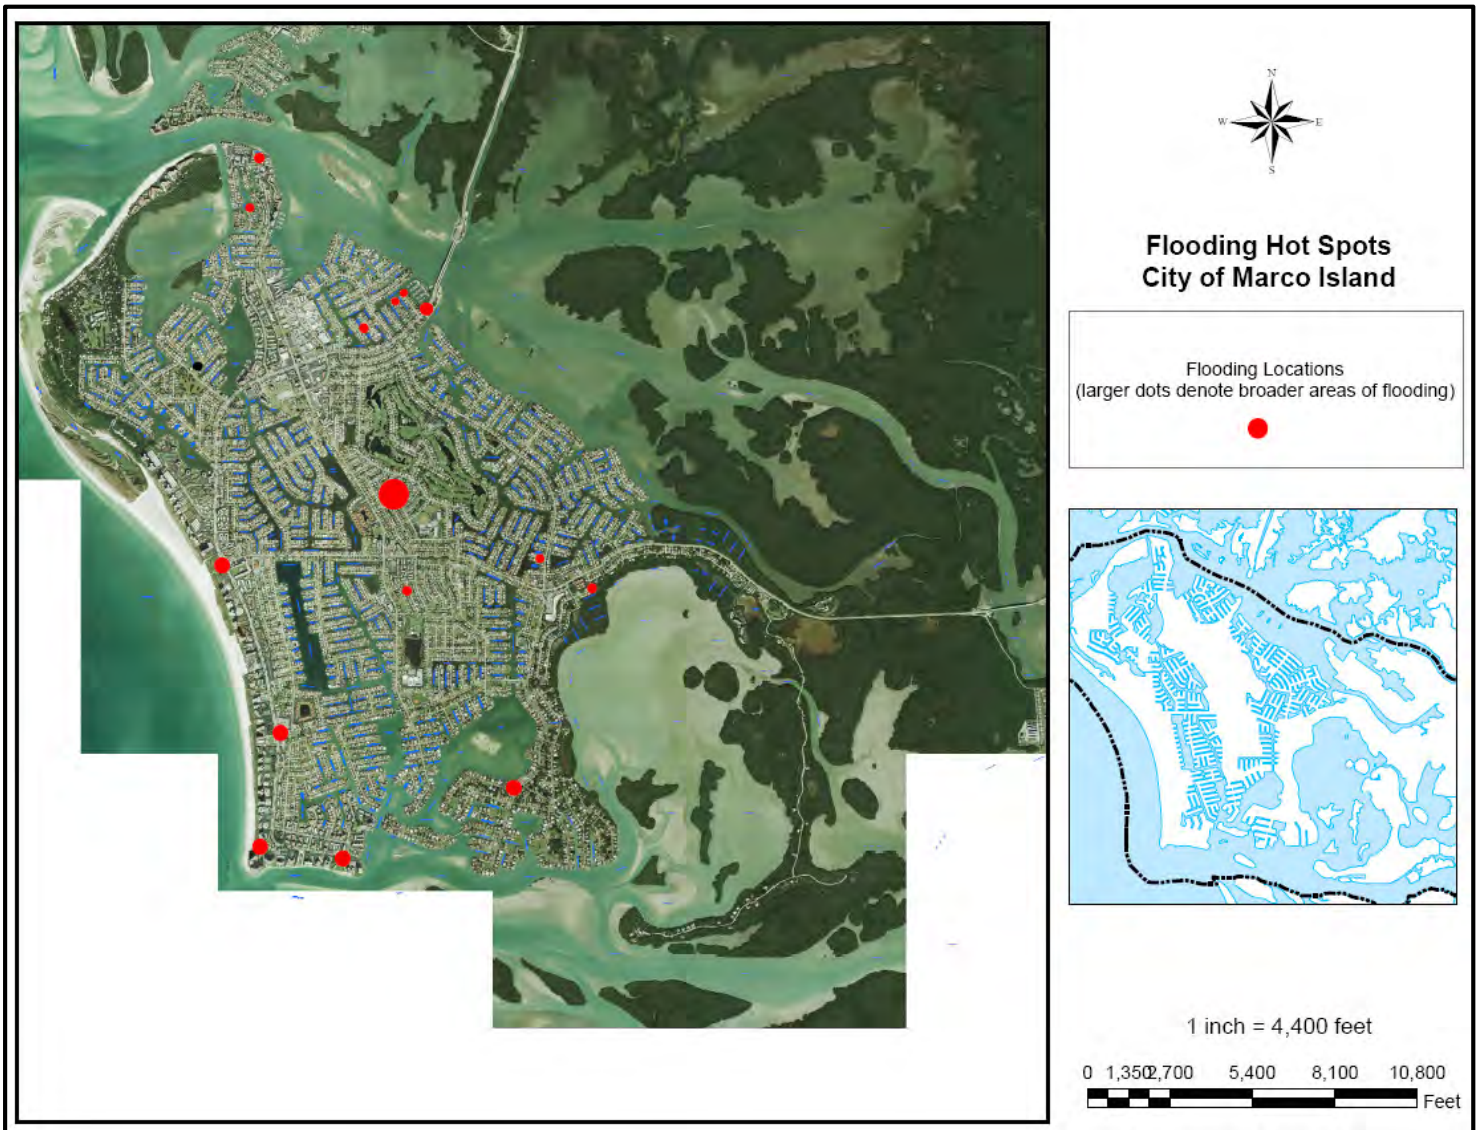 N
W
E
S
Flooding Hot Spots
City of Marco Island
Flooding Locations
(larger dots denote broader areas of flooding)
1 inch = 4,400 feet
0 1,350 2,700 5,400 8,100 10,800
Feet